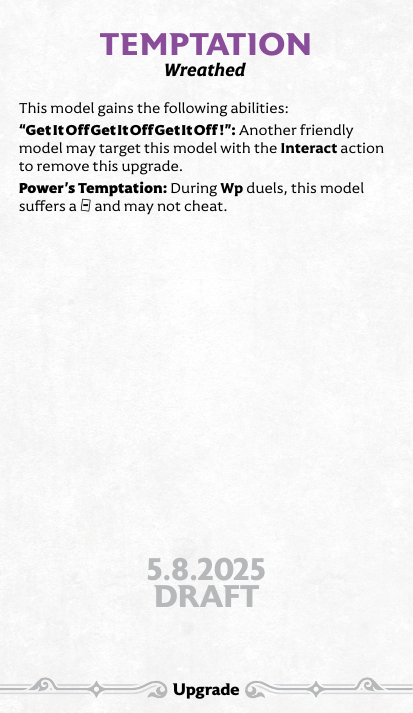 TEMPTATION
Wreathed
This model gains the following abilities:
“GetItOffGetItOffGetItOff!”: Another friendly
model may target this model with the Interact action
to remove this upgrade.
Power’s Temptation: During Wp duels, this model
suffers a and may not cheat.
5.8.2025
DRAFT
Upgrade